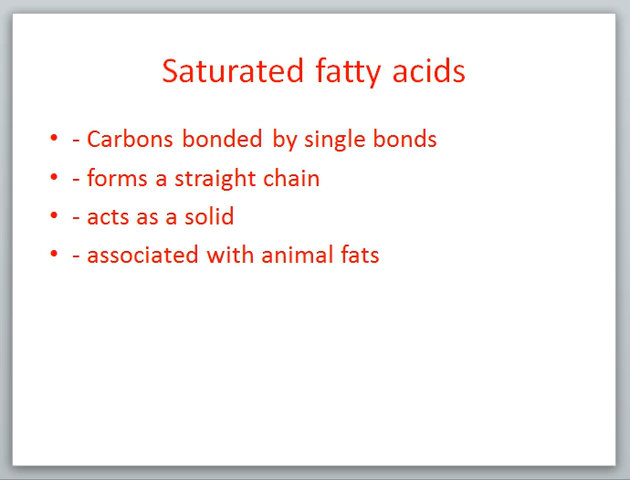 Saturated fatty acids
• - Carbons bonded by single bonds
• - forms a straight chain
• - acts as a solid
• - associated with animal fats